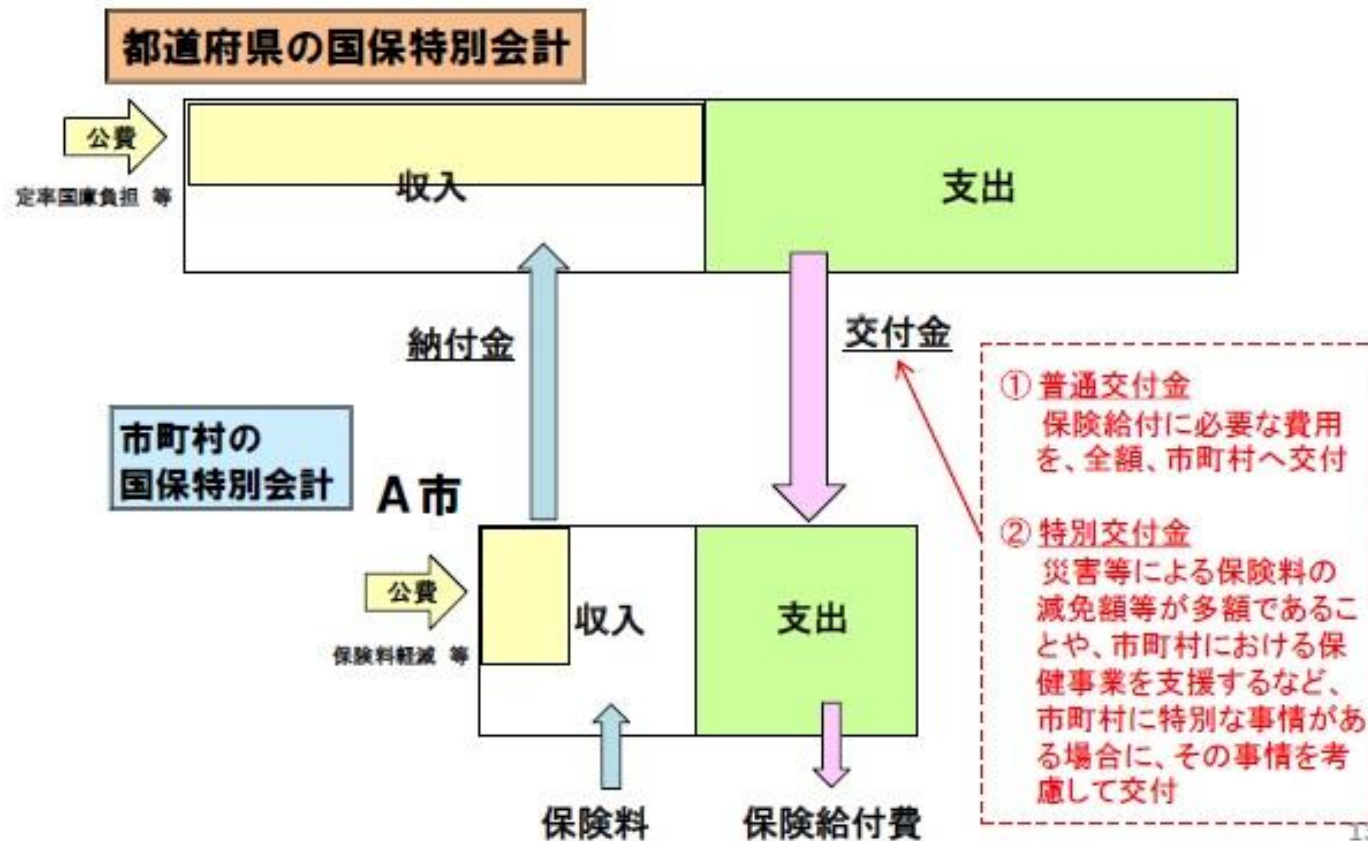 都道府県の国保特別会計
公費
定率国庫負担 等
収入
支出
納付金
交付金
① 普通交付金
保険給付に必要な費用
を、全額、市町村へ交付
② 特別交付金
災害等による保険料の
減免額等が多額であるこ
とや、市町村における保
健事業を支援するなど、
市町村に特別な事情があ
る場合に、その事情を考
慮して交付
市町村の
国保特別会計
A市
公費
保険料軽減 等
収入
支出
保険料
保険給付費